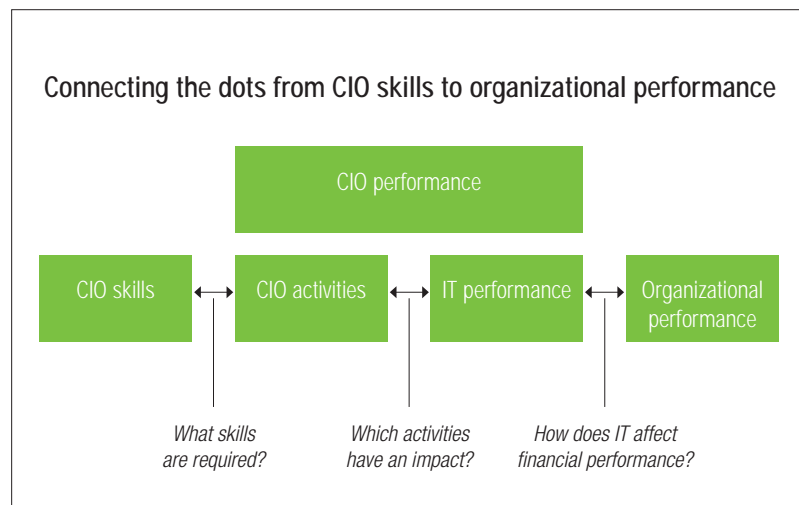 Connecting the dots from CIO skills to organizational performance
CIO performance
CIO skills
CIO activities
IT performance
Organizational
performance
What skills
are required?
Which activities
have an impact?
How does IT affect
financial performance?